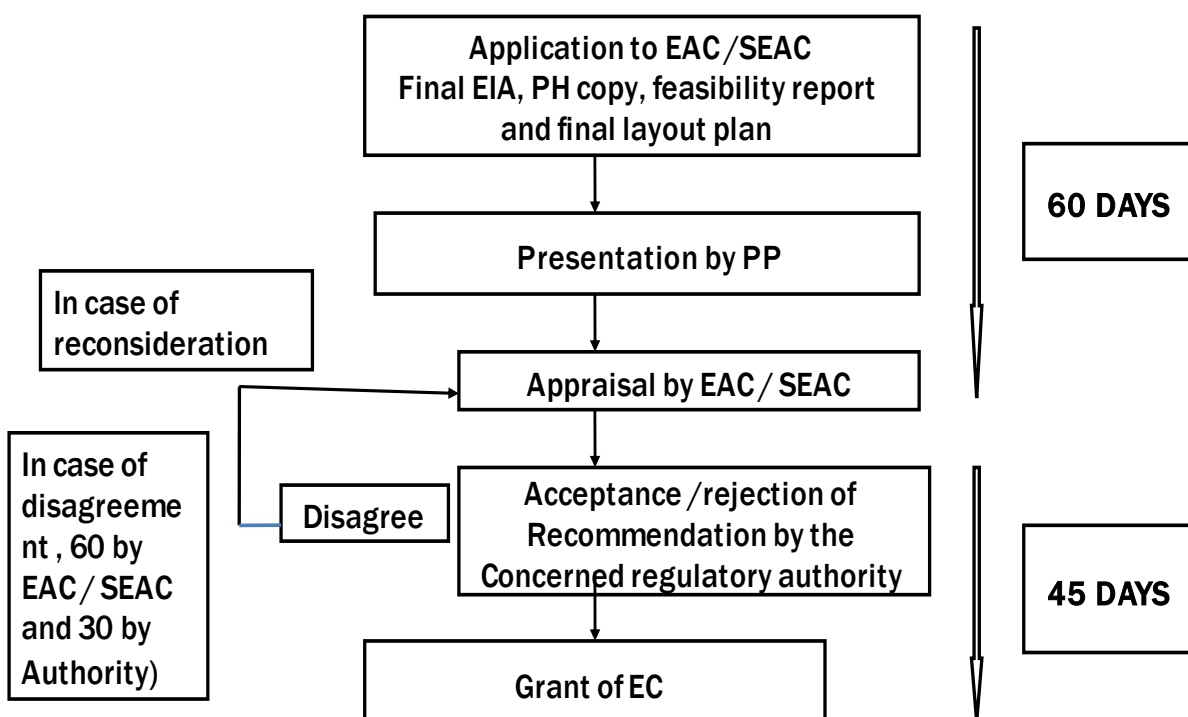 Application to EAC/SEAC
Final EIA, PH copy, feasibility report
and final layout plan
60 DAYS
Presentation by PP
In case of
reconsideration
Appraisal by EAC/ SEAC
In case of
disagreeme
nt , 60 by
EAC/ SEAC
and 30 by
Authority)
Disagree
Acceptance /rejection of
Recommendation by the
Concerned regulatory authority
45 DAYS
Grant of EC